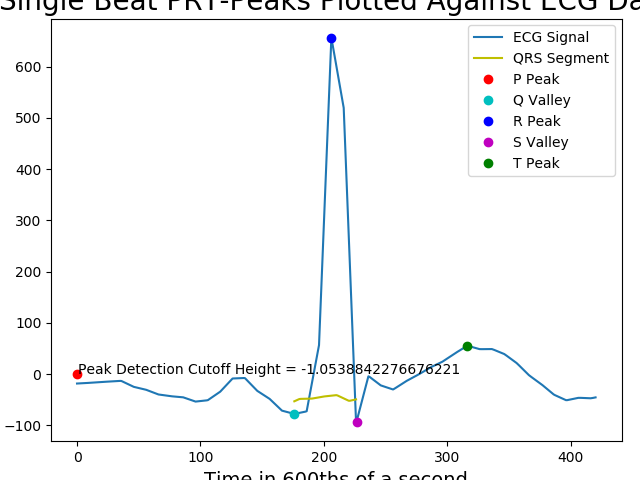 Single Beat PRT-Peaks Plotted Against ECG Da
ECG Signal
QRS Segment
P Peak
Q Valley
R Peak
S Valley
T Peak
600
500
400
300
200
100
0
−100
Peak Detection Cutoff Height = -1.0538842276676221
0 100 200 300 400
Time in 600ths of a second